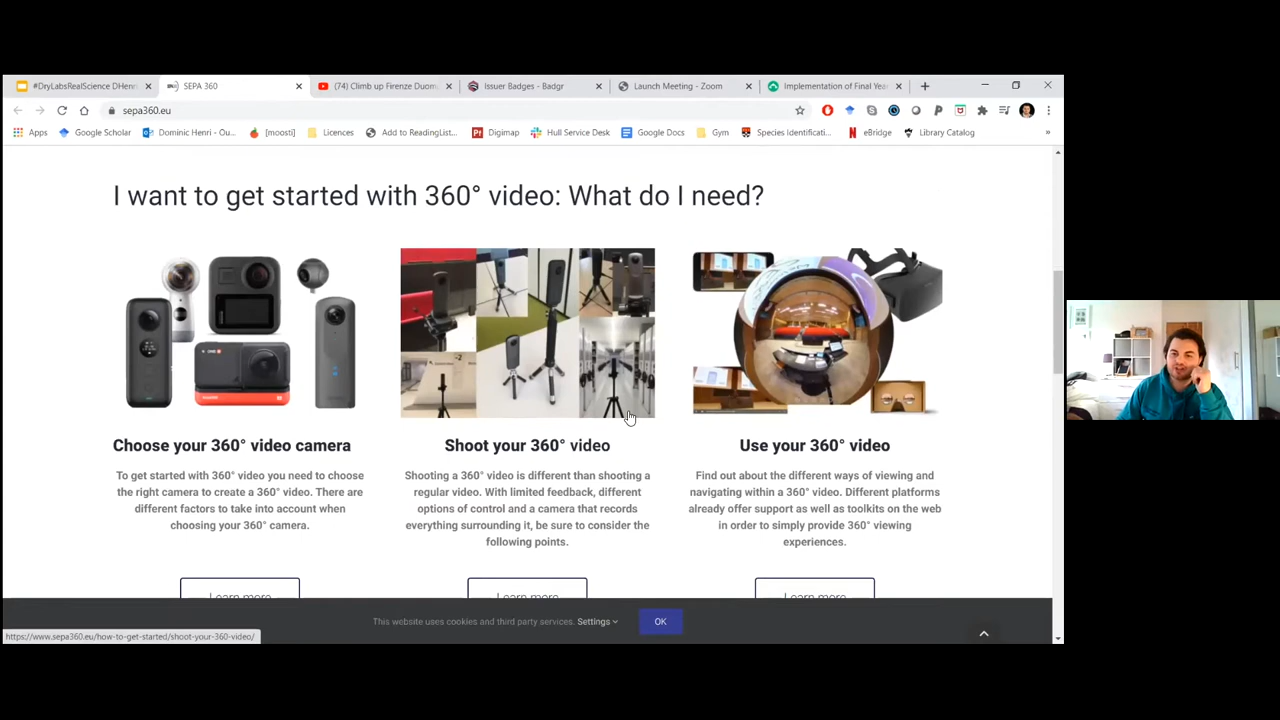 #DryLabsRealScience DHenr
SEPA 360
(74) Climb up Firenze Duomo
Issuer Badges - Badgr
Launch Meeting - Zoom
Implementation of Final Year
sepa360.eu
Apps
Google Scholar
Dominic Henri - Ou...
[moosti]
Licences
Add to ReadingList...
Digimap
Hull Service Desk
Google Docs
Gym
Species Identificati...
eBridge
Library Catalog
I want to get started with 360° video: What do I need?
Choose your 360° video camera
To get started with 360° video you need to choose
the right camera to create a 360° video. There are
different factors to take into account when
choosing your 360° camera.
Learn more
Shoot your 360° video
Shooting a 360° video is different than shooting a
regular video. With limited feedback, different
options of control and a camera that records
everything surrounding it, be sure to consider the
following points.
Learn more
Use your 360° video
Find out about the different ways of viewing and
navigating within a 360° video. Different platforms
already offer support as well as toolkits on the web
in order to simply provide 360° viewing
experiences.
Learn more
This website uses cookies and third party services. Settings
OK
https://www.sepa360.eu/how-to-get-started/shoot-your-360-video/